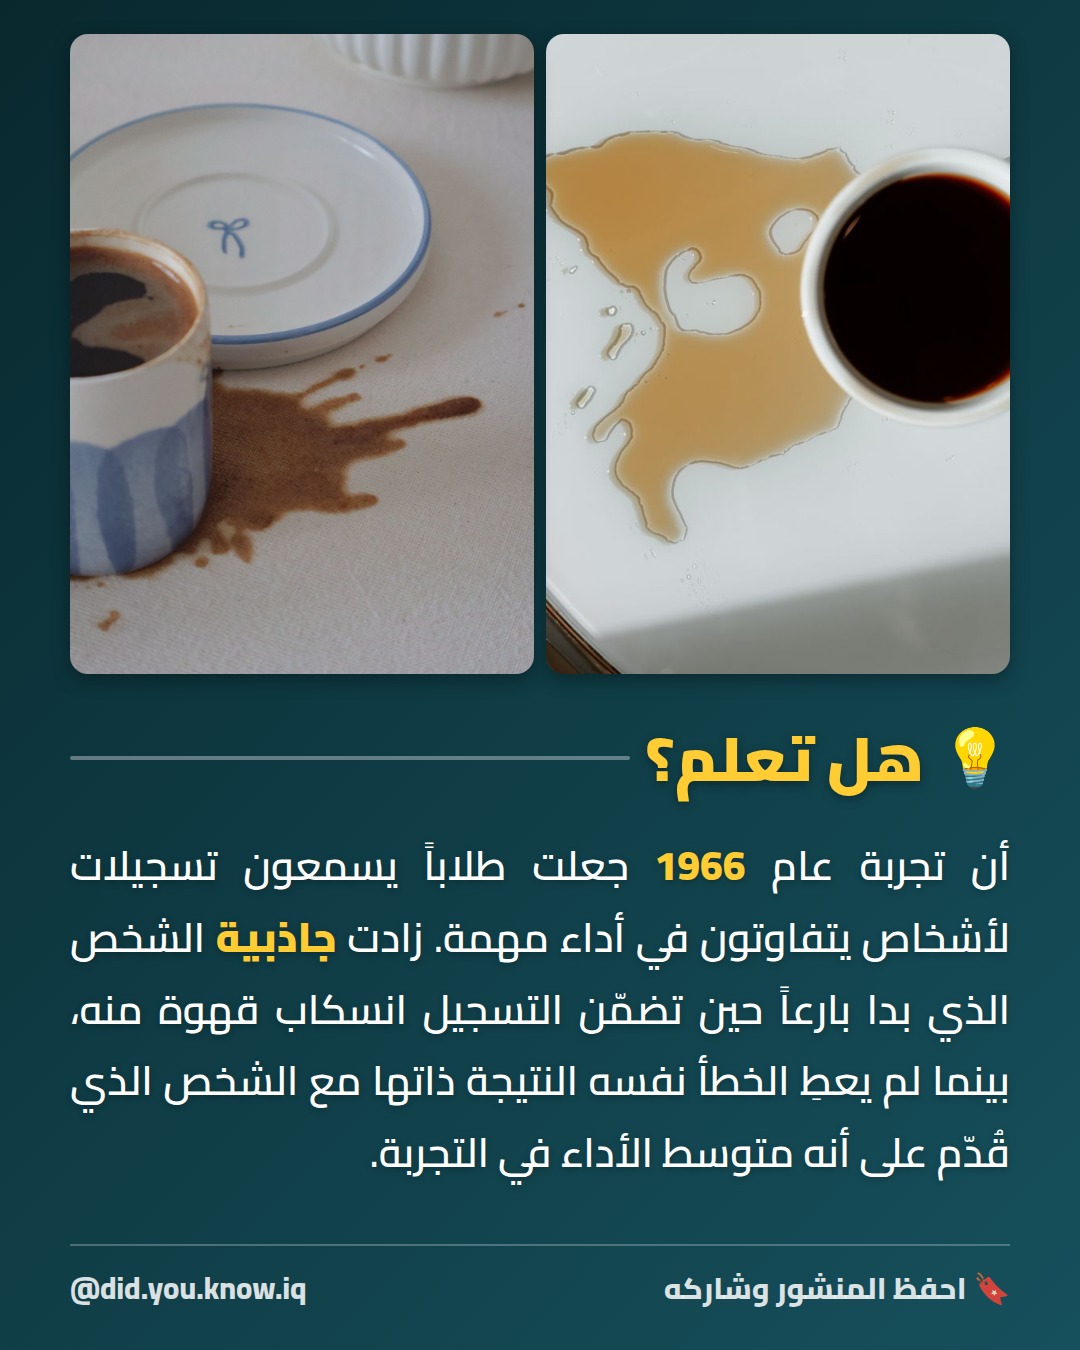 هل تعلم؟
أن تجربة عام 1966 جعلت طلاباً يسمعون تسجيلات
لأشخاص يتفاوتون في أداء مهمة. زادت جاذبية الشخص
الذي بدا بارعاً حين تضمّن التسجيل انسكاب قهوة منه،
بينما لم يعطِ الخطأ نفسه النتيجة ذاتها مع الشخص الذي
قُدّم على أنه متوسط الأداء في التجربة.
احفظ المنشور وشاركه
@did.you.know.iq